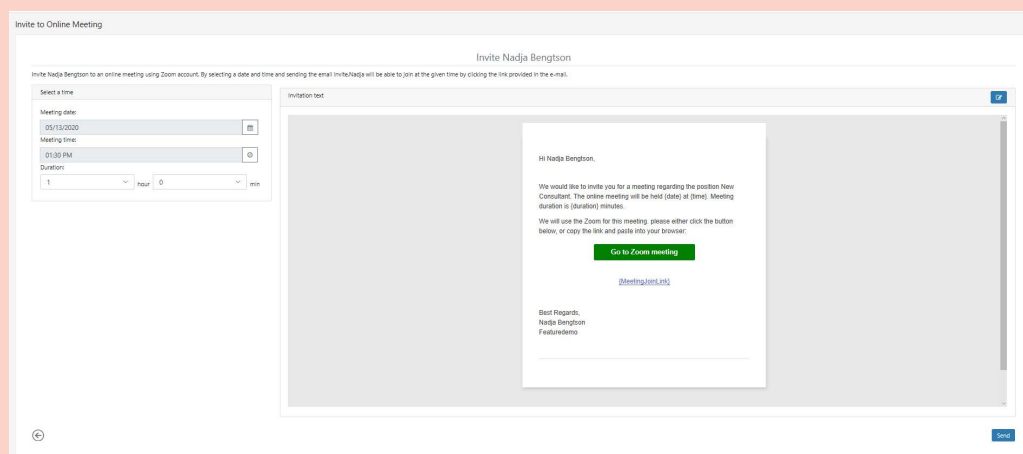 Invite to Online Meeting
Invite Nadja Bengtson
Invite Nadja Bengtson to an online meeting using Zoom account. By selecting a date and time and sending the email invite,Nadja will be able to join at the given time by clicking the link provided in the e-mail.
Select a time
Meeting date:
05/13/2020
Meeting time:
01:30 PM
Duration:
1 hour 0 min
Invitation text
Hi Nadja Bengtson,
We would like to invite you for a meeting regarding the position New
Consultant. The online meeting will be held {date} at {time}. Meeting
duration is {duration} minutes.
We will use the Zoom for this meeting. please either click the button
below, or copy the link and paste into your browser:
Go to Zoom meeting
{MeetingJoinLink}
Best Regards,
Nadja Bengtson
Featuredemo
Send